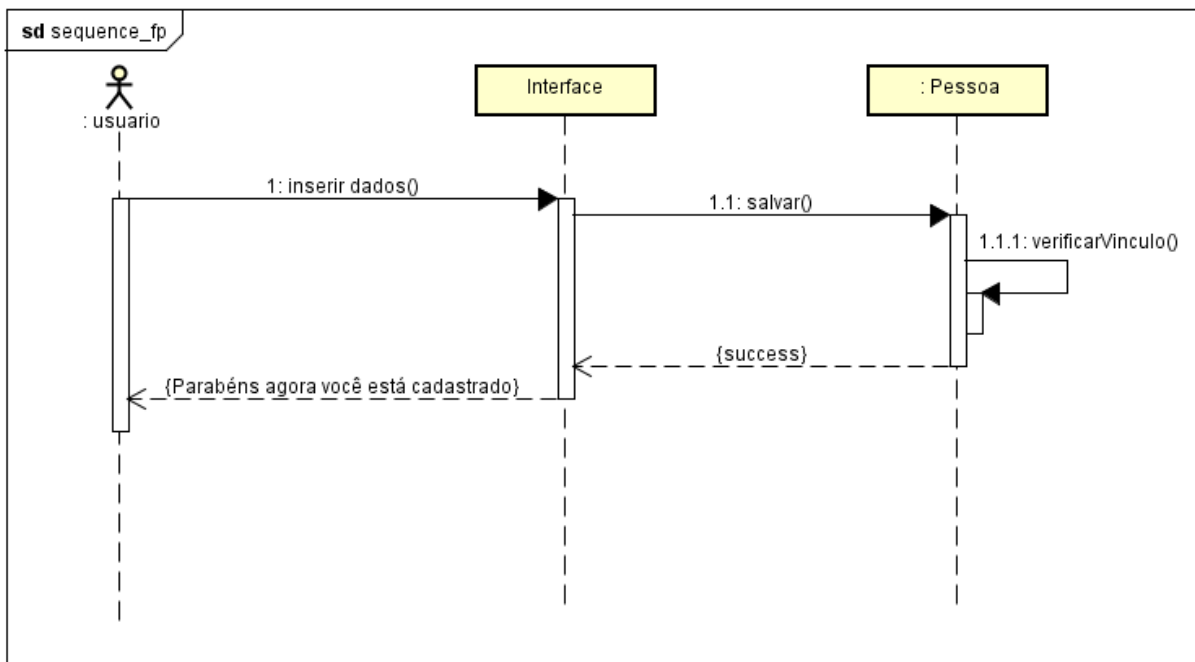 sd sequence_fp
: usuario
Interface
: Pessoa
1: inserir dados()
1.1: salvar()
1.1.1: verificarVinculo()
{success}
{Parabéns agora você está cadastrado}